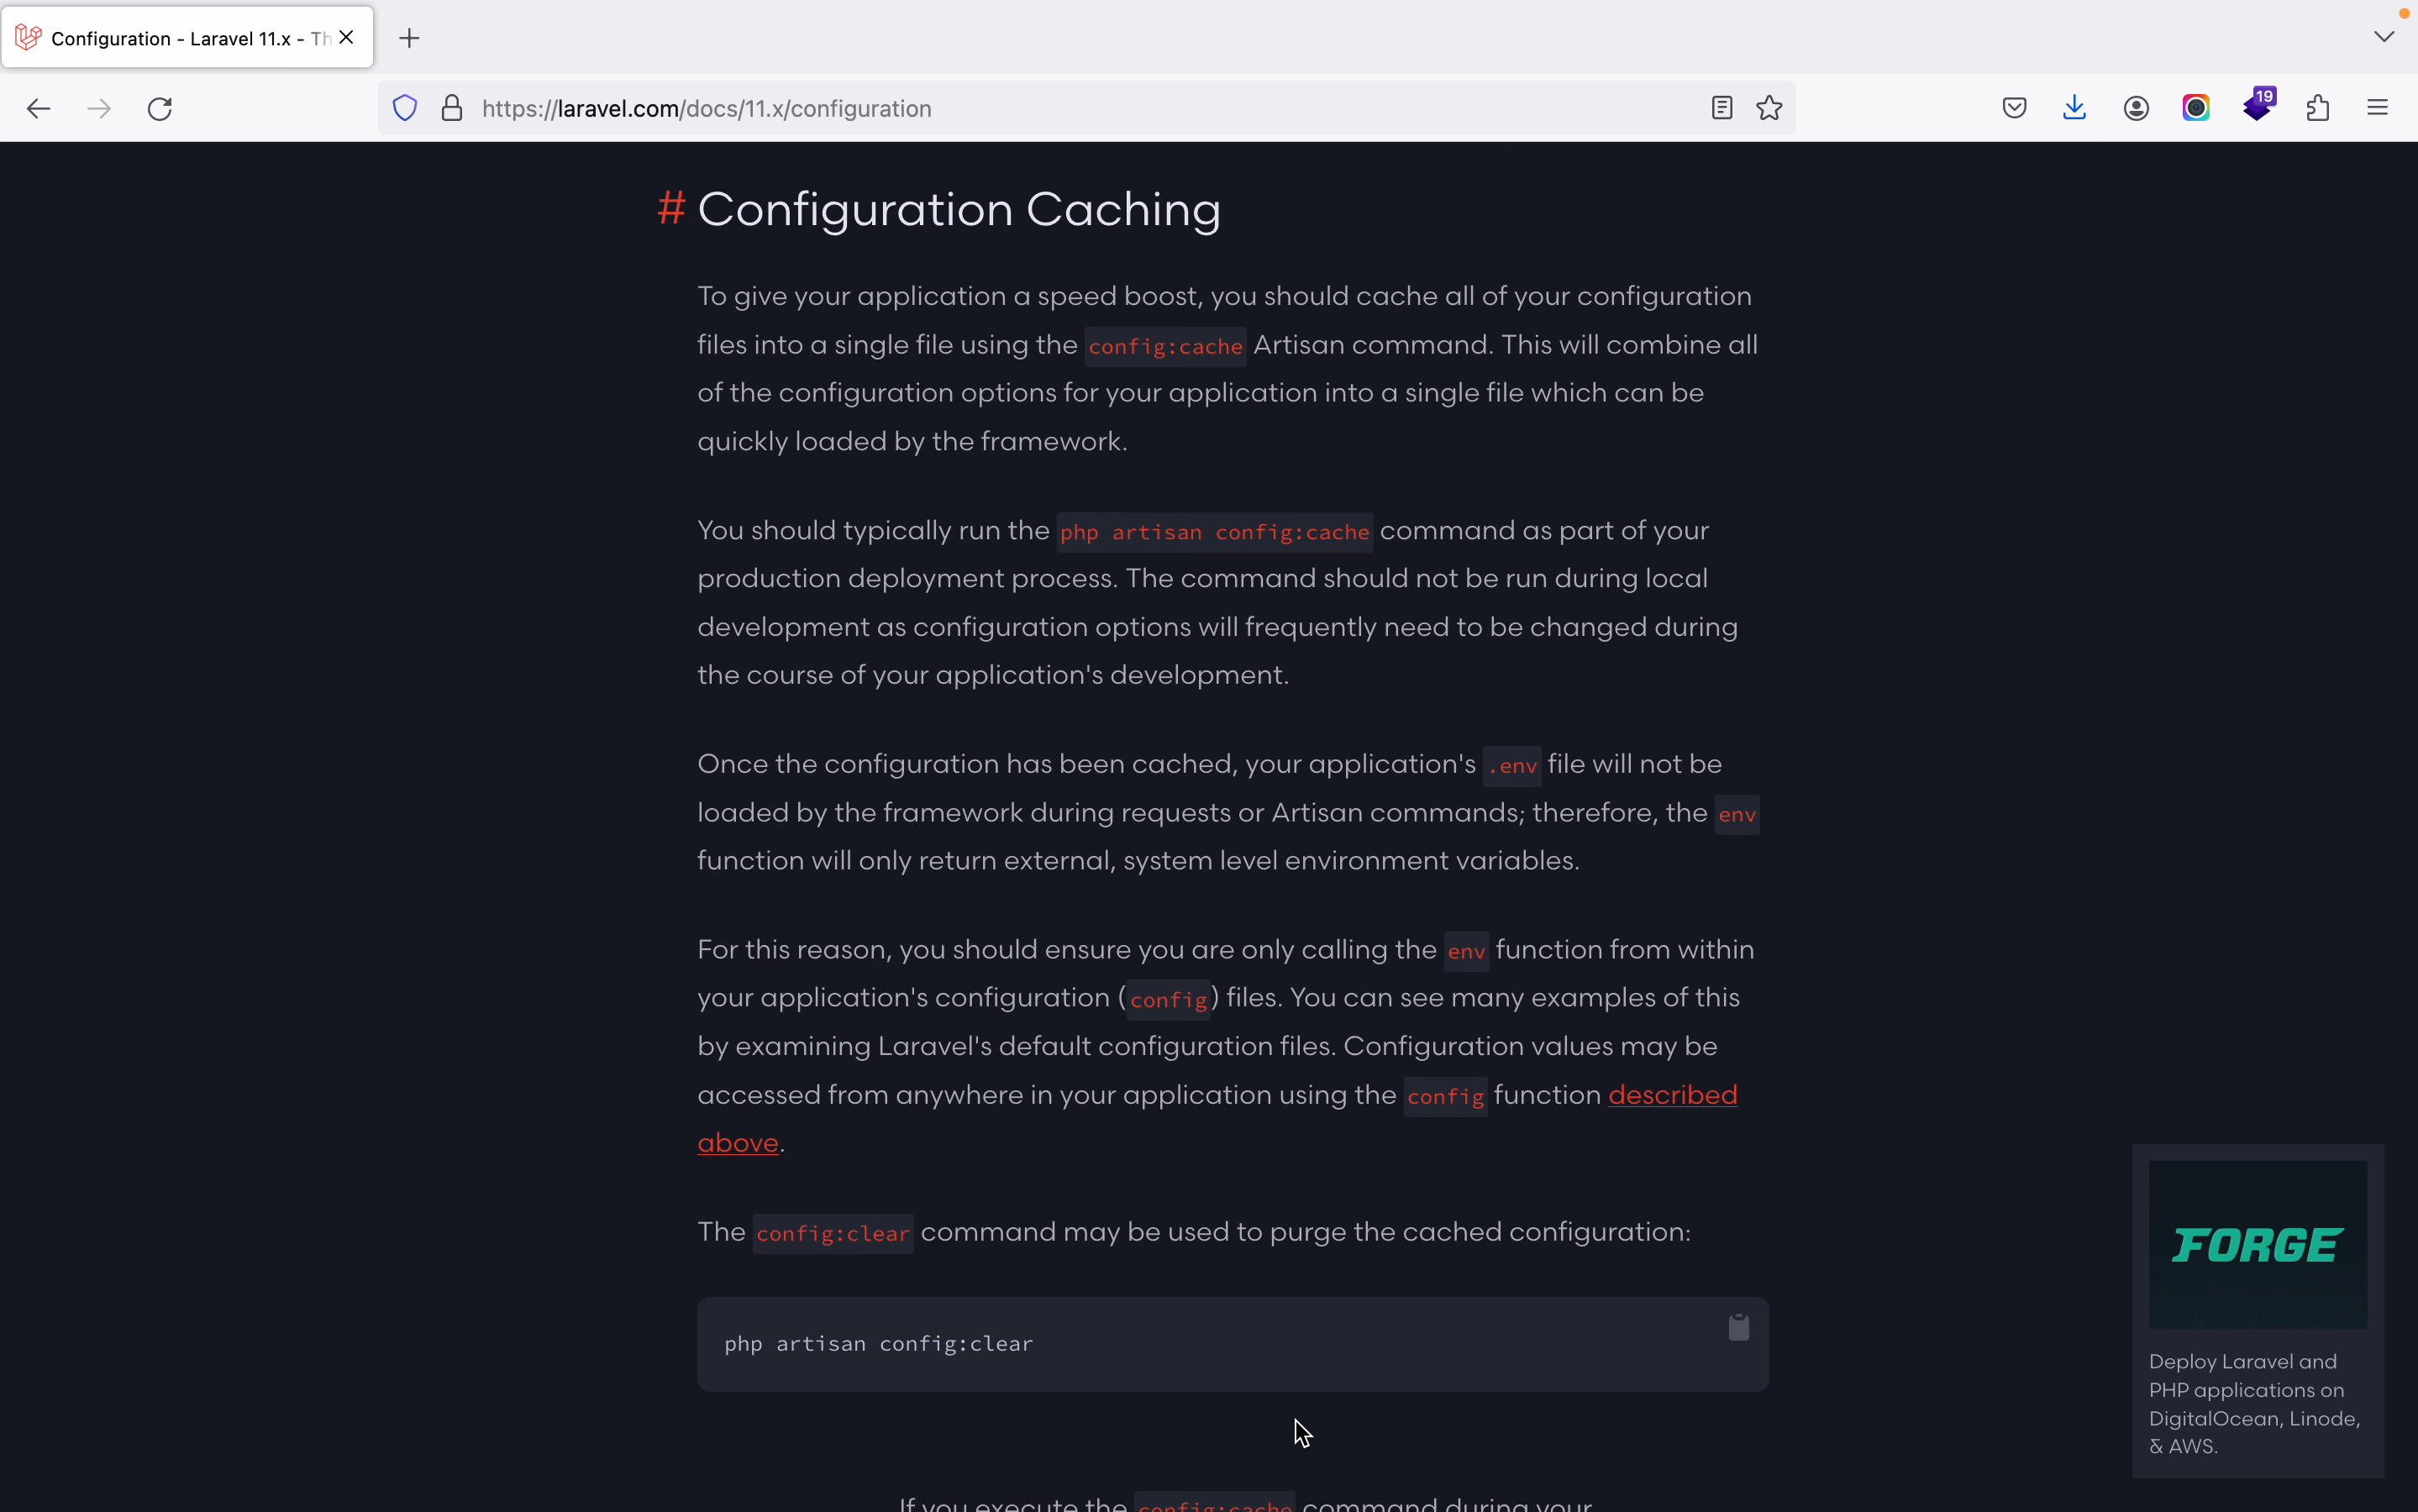 Configuration - Laravel 11.x - Th
19
https://laravel.com/docs/11.x/configuration
# Configuration Caching
To give your application a speed boost, you should cache all of your configuration
files into a single file using the config:cache Artisan command. This will combine all
of the configuration options for your application into a single file which can be
quickly loaded by the framework.
You should typically run the php artisan config:cache command as part of your
production deployment process. The command should not be run during local
development as configuration options will frequently need to be changed during
the course of your application's development.
Once the configuration has been cached, your application's .env file will not be
loaded by the framework during requests or Artisan commands; therefore, the env
function will only return external, system level environment variables.
For this reason, you should ensure you are only calling the env function from within
your application's configuration (config) files. You can see many examples of this
by examining Laravel's default configuration files. Configuration values may be
accessed from anywhere in your application using the config function described
above.
The config:clear command may be used to purge the cached configuration:
php artisan config:clear
If you execute the config:cache command during your
FORGE
Deploy Laravel and
PHP applications on
DigitalOcean, Linode,
& AWS.